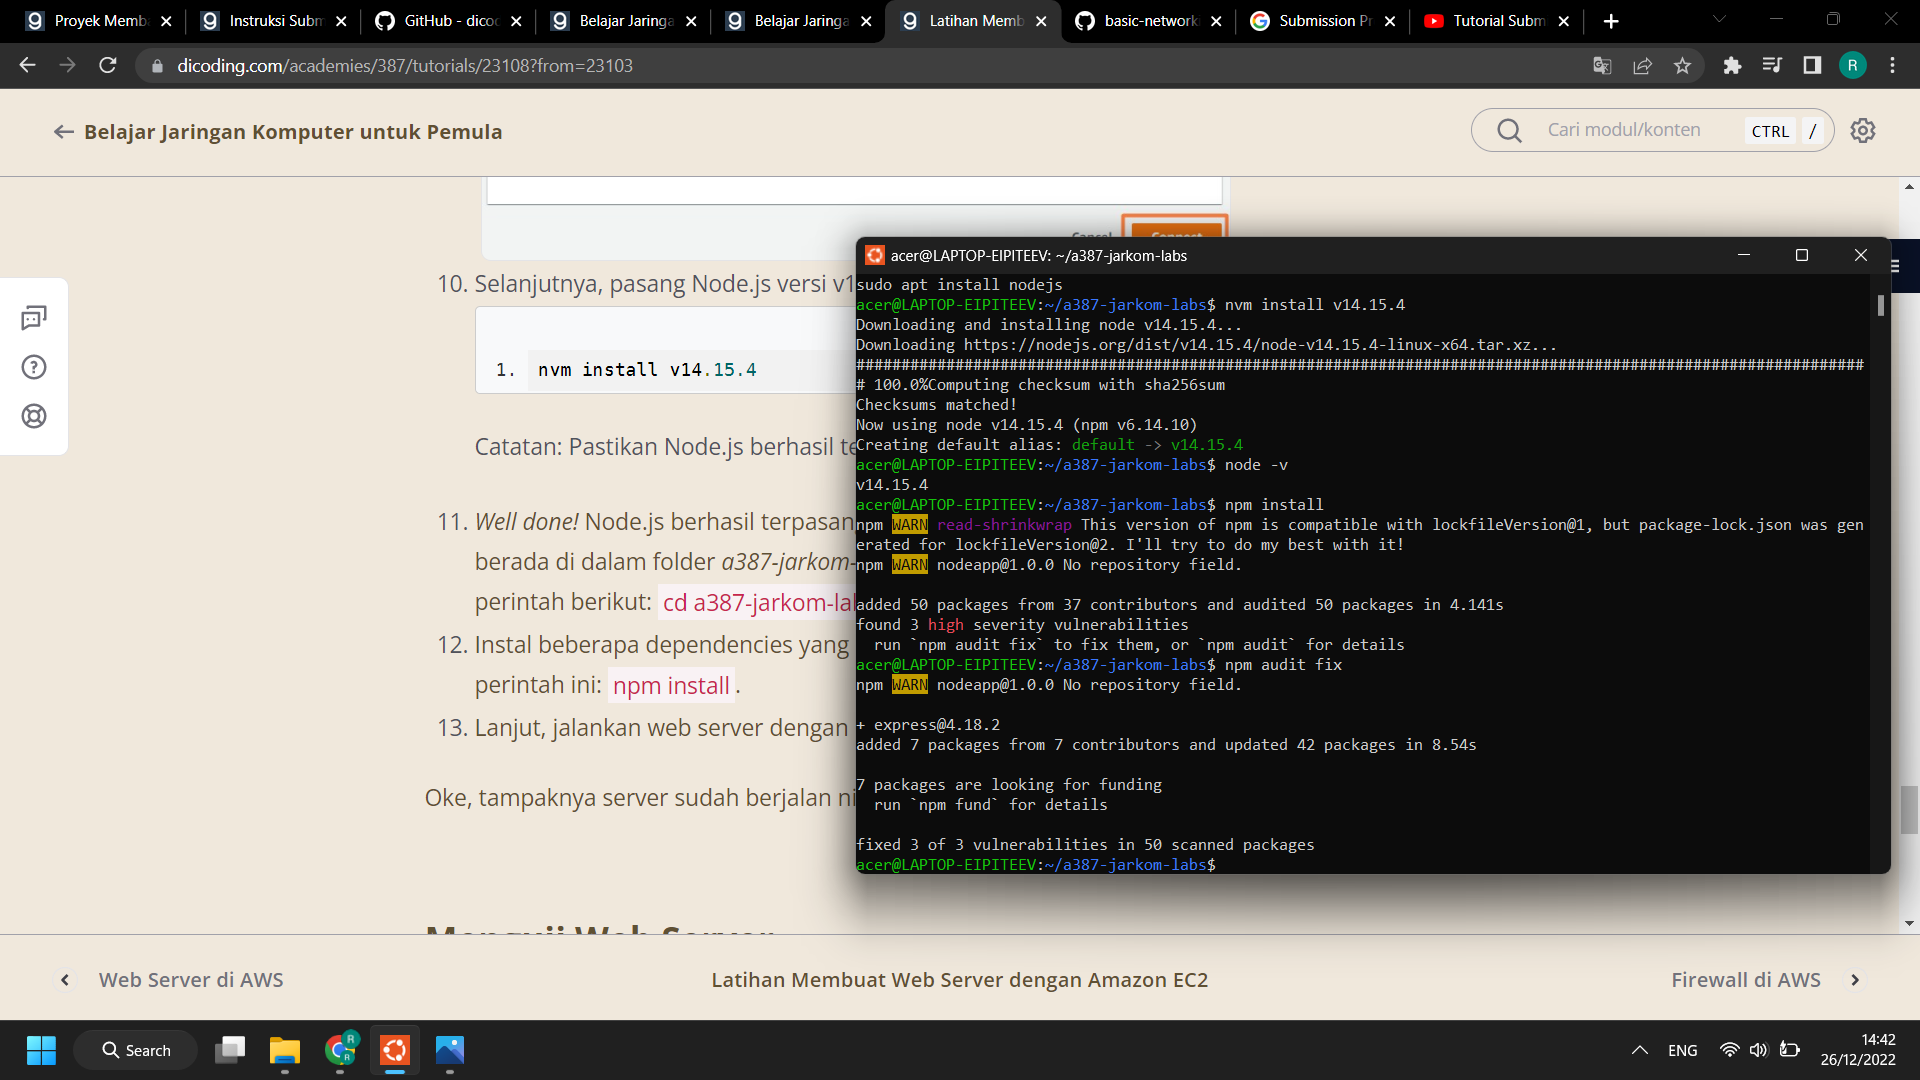 Proyek Memb
Instruksi Subm
GitHub - dicoc
Belajar Jaringa
Belajar Jaringa
Latihan Memb
basic-network
Submission Pr
Tutorial Subm
dicoding.com/academies/387/tutorials/23108?from=23103
R
Belajar Jaringan Komputer untuk Pemula
Cari modul/konten
CTRL
/
Cancel
Connect
10. Selanjutnya, pasang Node.js versi v1
1. nvm install v14.15.4
Catatan: Pastikan Node.js berhasil te
11. Well done! Node.js berhasil terpasan
berada di dalam folder a387-jarkom-
perintah berikut: cd a387-jarkom-la
12. Instal beberapa dependencies yang
perintah ini: npm install .
13. Lanjut, jalankan web server dengan
Oke, tampaknya server sudah berjalan ni
Menguji Web Server
acer@LAPTOP-EIPITEEV: ~/a387-jarkom-labs
sudo apt install nodejs
acer@LAPTOP-EIPITEEV:~/a387-jarkom-labs$ nvm install v14.15.4
Downloading and installing node v14.15.4...
Downloading https://nodejs.org/dist/v14.15.4/node-v14.15.4-linux-x64.tar.xz...
################################################################################################################
# 100.0%Computing checksum with sha256sum
Checksums matched!
Now using node v14.15.4 (npm v6.14.10)
Creating default alias: default -> v14.15.4
acer@LAPTOP-EIPITEEV:~/a387-jarkom-labs$ node -v
v14.15.4
acer@LAPTOP-EIPITEEV:~/a387-jarkom-labs$ npm install
npm WARN read-shrinkwrap This version of npm is compatible with lockfileVersion@1, but package-lock.json was gen
erated for lockfileVersion@2. I'll try to do my best with it!
npm WARN nodeapp@1.0.0 No repository field.
added 50 packages from 37 contributors and audited 50 packages in 4.141s
found 3 high severity vulnerabilities
run `npm audit fix` to fix them, or `npm audit` for details
acer@LAPTOP-EIPITEEV:~/a387-jarkom-labs$ npm audit fix
npm WARN nodeapp@1.0.0 No repository field.
+ express@4.18.2
added 7 packages from 7 contributors and updated 42 packages in 8.54s
7 packages are looking for funding
run `npm fund` for details
fixed 3 of 3 vulnerabilities in 50 scanned packages
acer@LAPTOP-EIPITEEV:~/a387-jarkom-labs$
Web Server di AWS
Latihan Membuat Web Server dengan Amazon EC2
Firewall di AWS
Search
R
R
ENG
14:42
26/12/2022